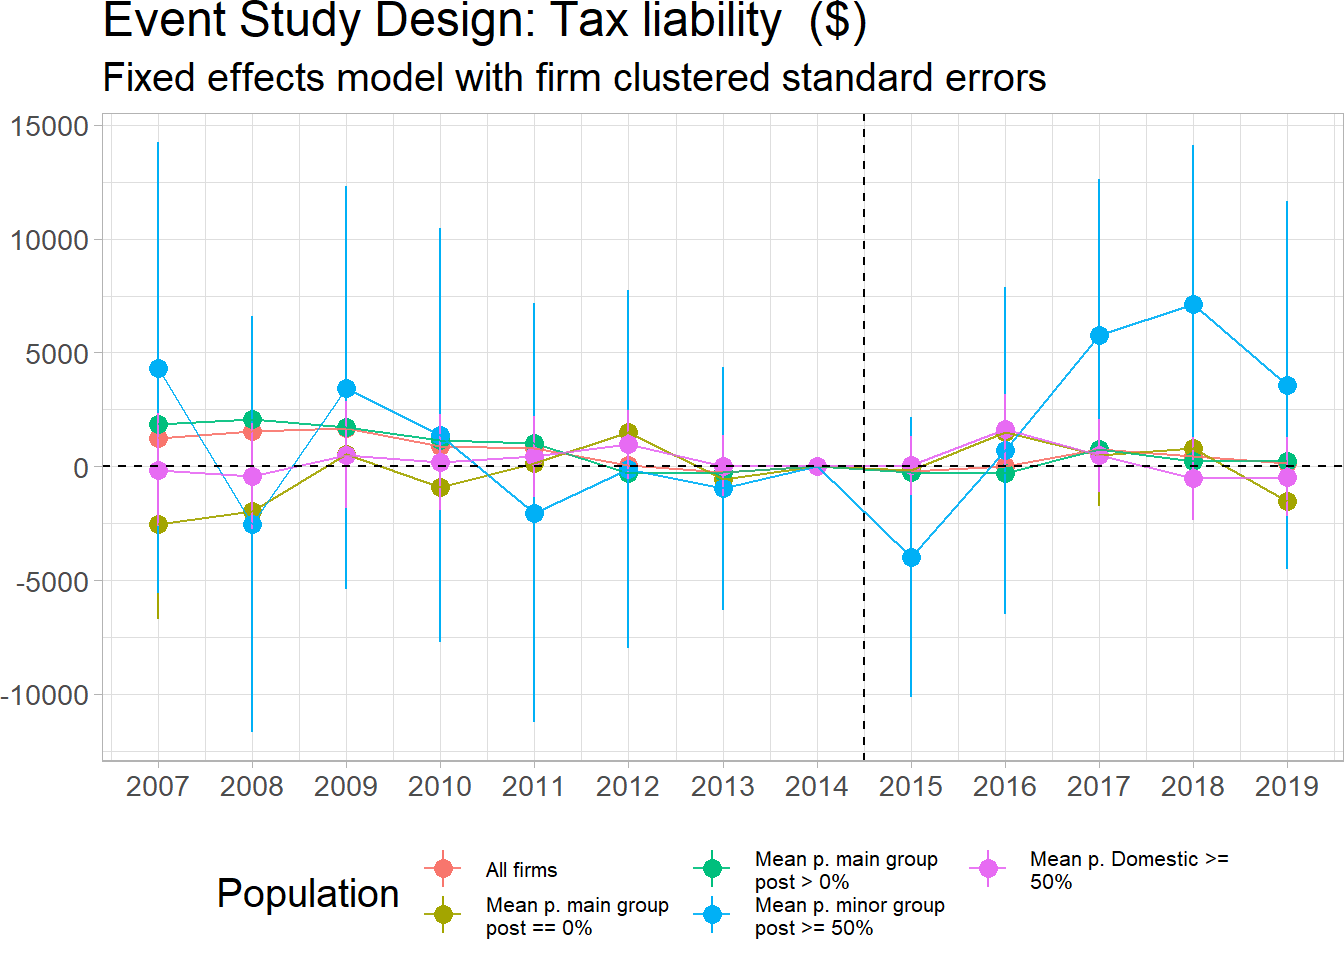 Event Study Design: Tax liability  ($)
Fixed effects model with firm clustered standard errors
15000
10000
5000
0
-5000
-10000
2007 2008 2009 2010 2011 2012 2013 2014 2015 2016 2017 2018 2019
Population
All firms
Mean p. main group
post == 0%
Mean p. main group
post > 0%
Mean p. minor group
post >= 50%
Mean p. Domestic >=
50%